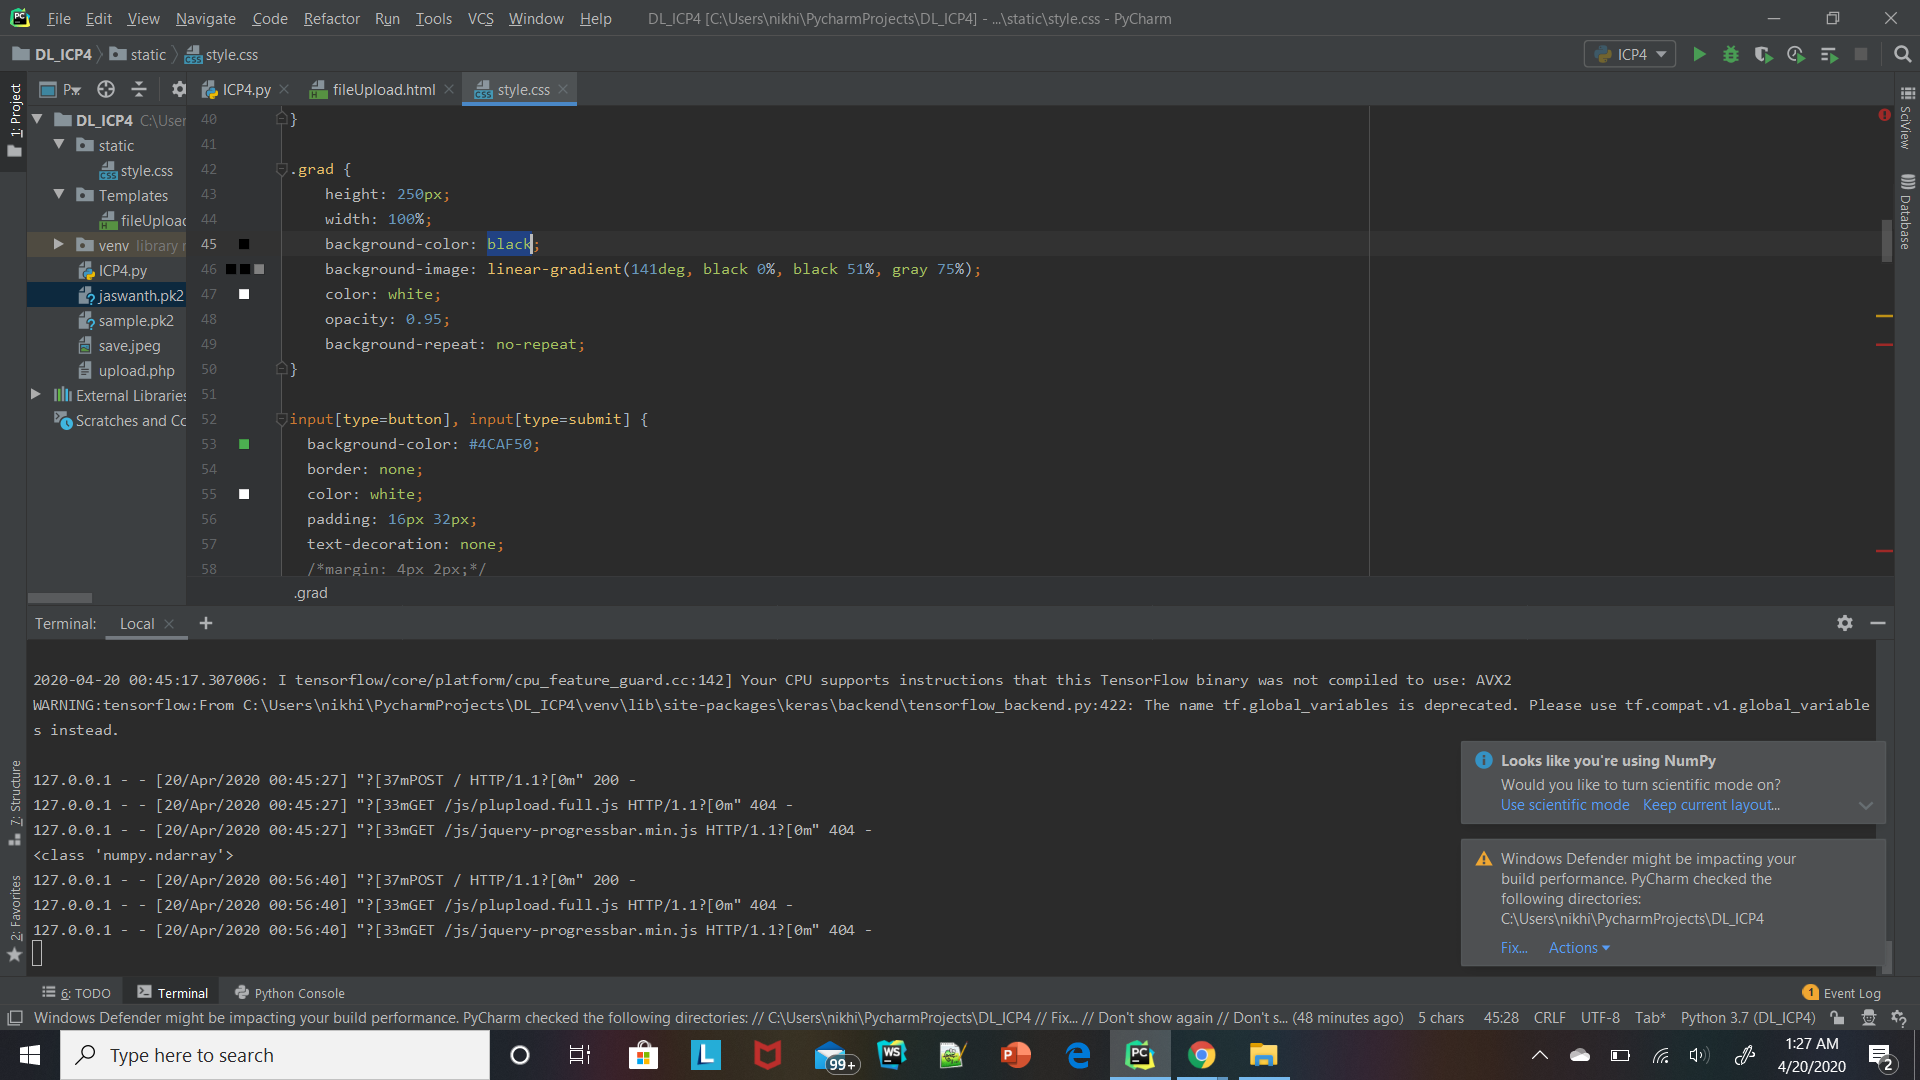 File Edit View Navigate Code Refactor Run Tools VCS Window Help DL_ICP4 [C:\Users\nikhi\PycharmProjects\DL_ICP4] - ...\static\style.css - PyCharm
DL_ICP4 static style.css ICP4
P ICP4.py fileUpload.html style.css
1: Project
DL_ICP4 C:\User
static
style.css
Templates
fileUpload
venv library r
ICP4.py
jaswanth.pk2
sample.pk2
save.jpeg
upload.php
External Libraries
Scratches and Co
40 }
41
42 .grad {
43 height: 250px;
44 width: 100%;
45 background-color: black;
46 background-image: linear-gradient(141deg, black 0%, black 51%, gray 75%);
47 color: white;
48 opacity: 0.95;
49 background-repeat: no-repeat;
50 }
51
52 input[type=button], input[type=submit] {
53 background-color: #4CAF50;
54 border: none;
55 color: white;
56 padding: 16px 32px;
57 text-decoration: none;
58 /*margin: 4px 2px;*/
.grad
SciView
Database
Terminal: Local +
2020-04-20 00:45:17.307006: I tensorflow/core/platform/cpu_feature_guard.cc:142] Your CPU supports instructions that this TensorFlow binary was not compiled to use: AVX2
WARNING:tensorflow:From C:\Users\nikhi\PycharmProjects\DL_ICP4\venv\lib\site-packages\keras\backend\tensorflow_backend.py:422: The name tf.global_variables is deprecated. Please use tf.compat.v1.global_variable
s instead.
127.0.0.1 - - [20/Apr/2020 00:45:27] "?[37mPOST / HTTP/1.1?[0m" 200 -
127.0.0.1 - - [20/Apr/2020 00:45:27] "?[33mGET /js/plupload.full.js HTTP/1.1?[0m" 404 -
127.0.0.1 - - [20/Apr/2020 00:45:27] "?[33mGET /js/jquery-progressbar.min.js HTTP/1.1?[0m" 404 -
<class 'numpy.ndarray'>
127.0.0.1 - - [20/Apr/2020 00:56:40] "?[37mPOST / HTTP/1.1?[0m" 200 -
127.0.0.1 - - [20/Apr/2020 00:56:40] "?[33mGET /js/plupload.full.js HTTP/1.1?[0m" 404 -
127.0.0.1 - - [20/Apr/2020 00:56:40] "?[33mGET /js/jquery-progressbar.min.js HTTP/1.1?[0m" 404 -
7: Structure
2: Favorites
Looks like you're using NumPy
Would you like to turn scientific mode on?
Use scientific mode Keep current layout...
Windows Defender might be impacting your
build performance. PyCharm checked the
following directories:
C:\Users\nikhi\PycharmProjects\DL_ICP4
Fix... Actions
6: TODO Terminal Python Console 1 Event Log
Windows Defender might be impacting your build performance. PyCharm checked the following directories: // C:\Users\nikhi\PycharmProjects\DL_ICP4 // Fix... // Don't show again // Don't s... (48 minutes ago) 5 chars 45:28 CRLF UTF-8 Tab* Python 3.7 (DL_ICP4)
Type here to search L 99+ WS P PC 1:27 AM
4/20/2020 2